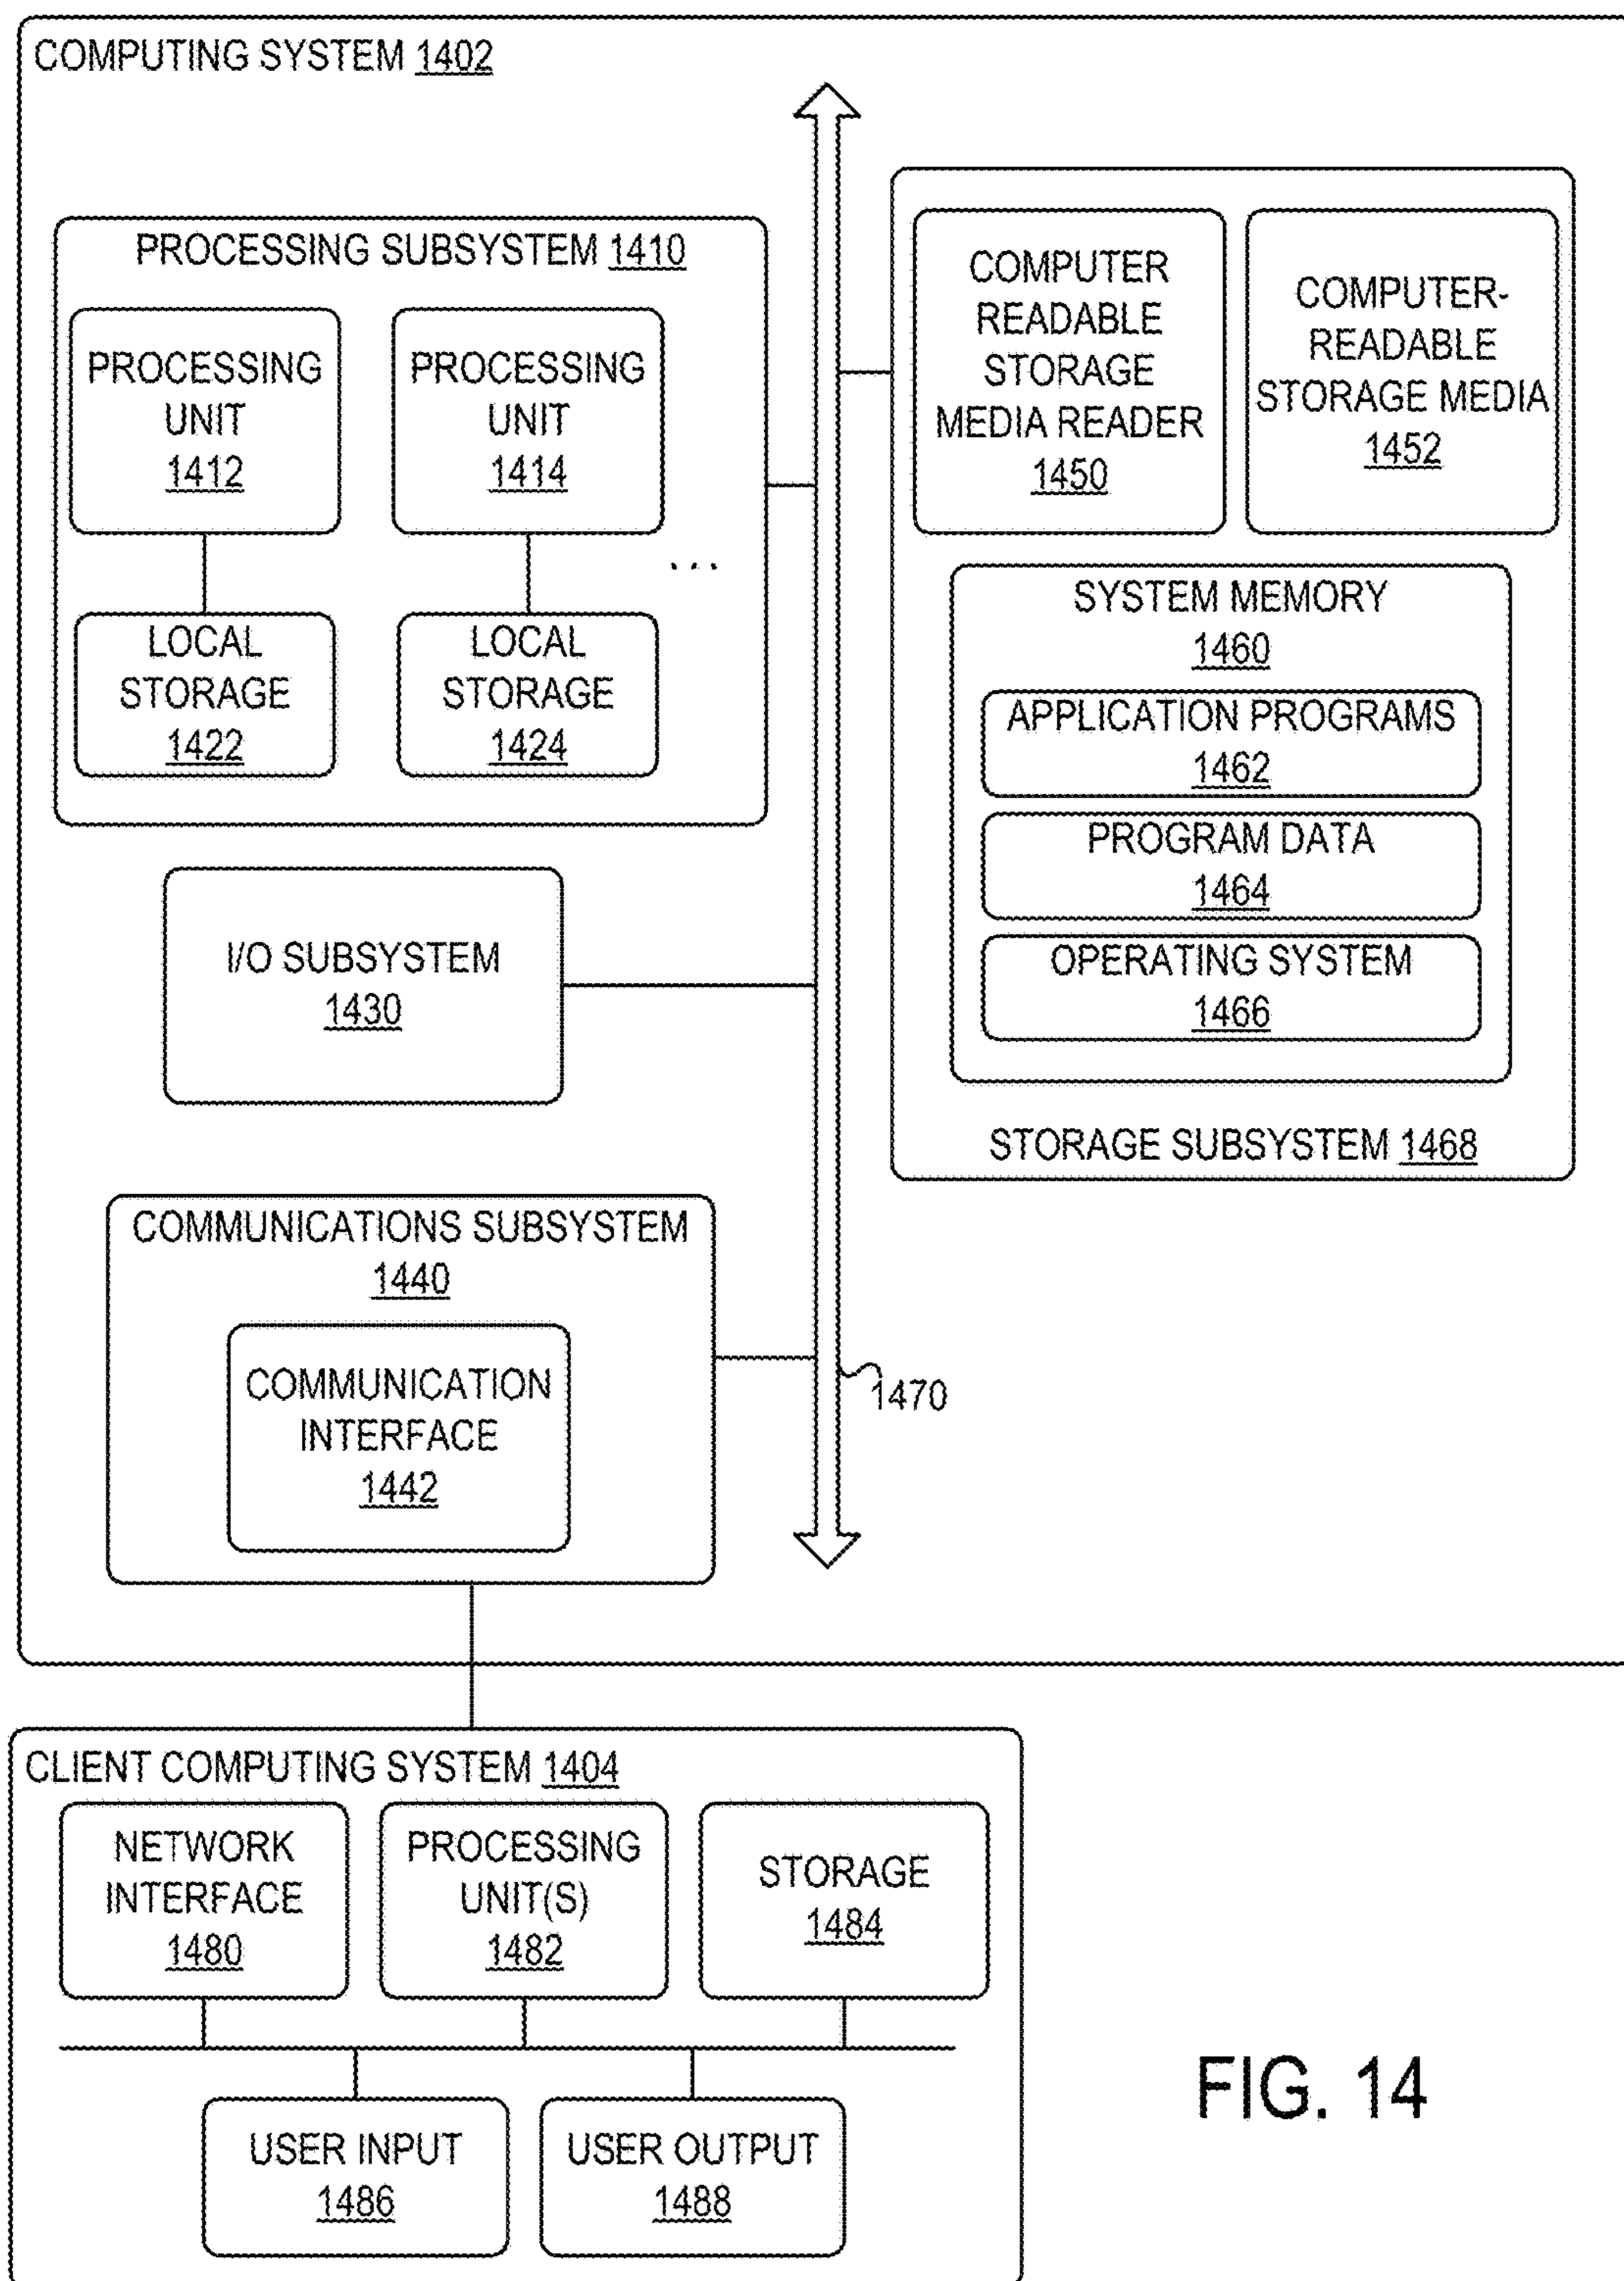 COMPUTING SYSTEM 1402
PROCESSING SUBSYSTEM 1410
PROCESSING
UNIT
1412
PROCESSING
UNIT
1414
...
LOCAL
STORAGE
1422
LOCAL
STORAGE
1424
I/O SUBSYSTEM
1430
COMMUNICATIONS SUBSYSTEM
1440
COMMUNICATION
INTERFACE
1442
COMPUTER
READABLE
STORAGE
MEDIA READER
1450
COMPUTER-
READABLE
STORAGE MEDIA
1452
SYSTEM MEMORY
1460
APPLICATION PROGRAMS
1462
PROGRAM DATA
1464
OPERATING SYSTEM
1466
STORAGE SUBSYSTEM 1468
1470
CLIENT COMPUTING SYSTEM 1404
NETWORK
INTERFACE
1480
PROCESSING
UNIT(S)
1482
STORAGE
1484
USER INPUT
1486
USER OUTPUT
1488
FIG. 14